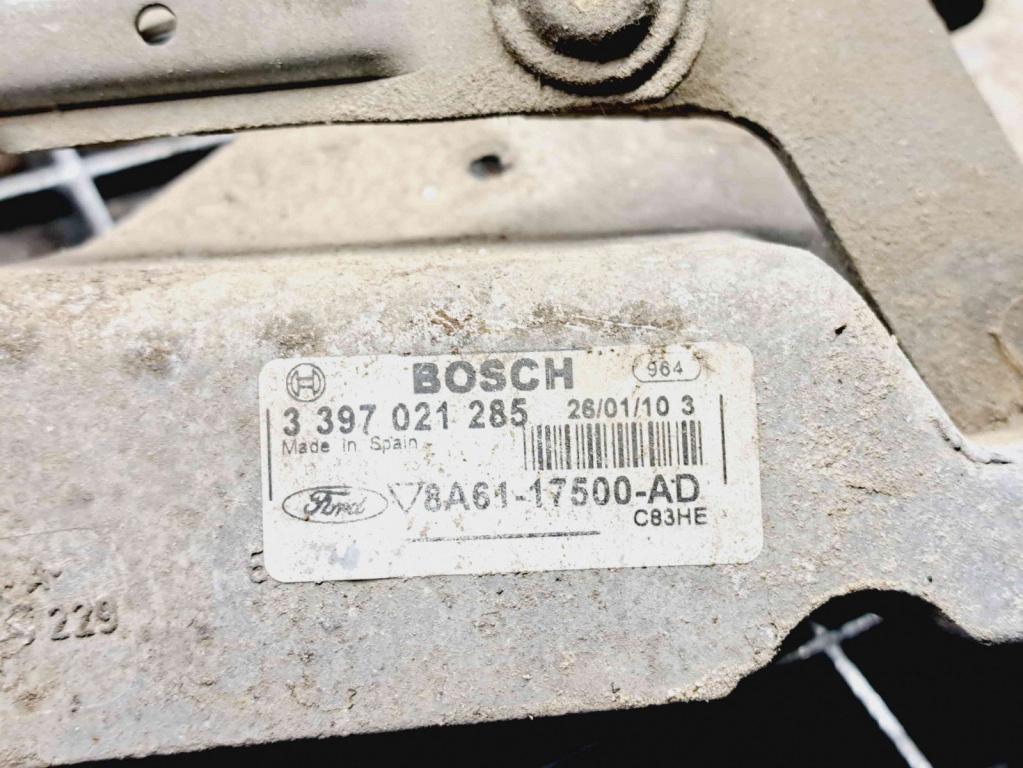 BOSCH 964
3 397 021 285 26/01/10 3
Made in Spain
Ford ▽8A61-17500-AD
C83HE
229